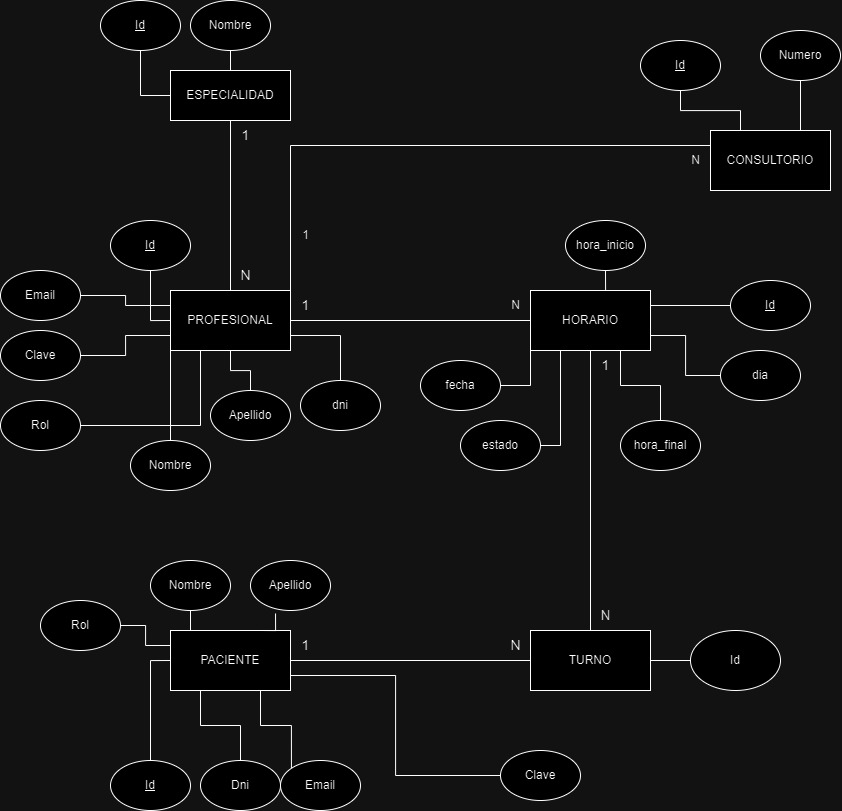 Id
Nombre
ESPECIALIDAD
1
Id
Numero
CONSULTORIO
N
1
N
Id
Email
Clave
Rol
PROFESIONAL
Nombre
Apellido
dni
1
N
hora_inicio
HORARIO
Id
dia
fecha
estado
hora_final
1
N
Nombre
Apellido
Rol
PACIENTE
1
N
TURNO
Id
Id
Dni
Email
Clave